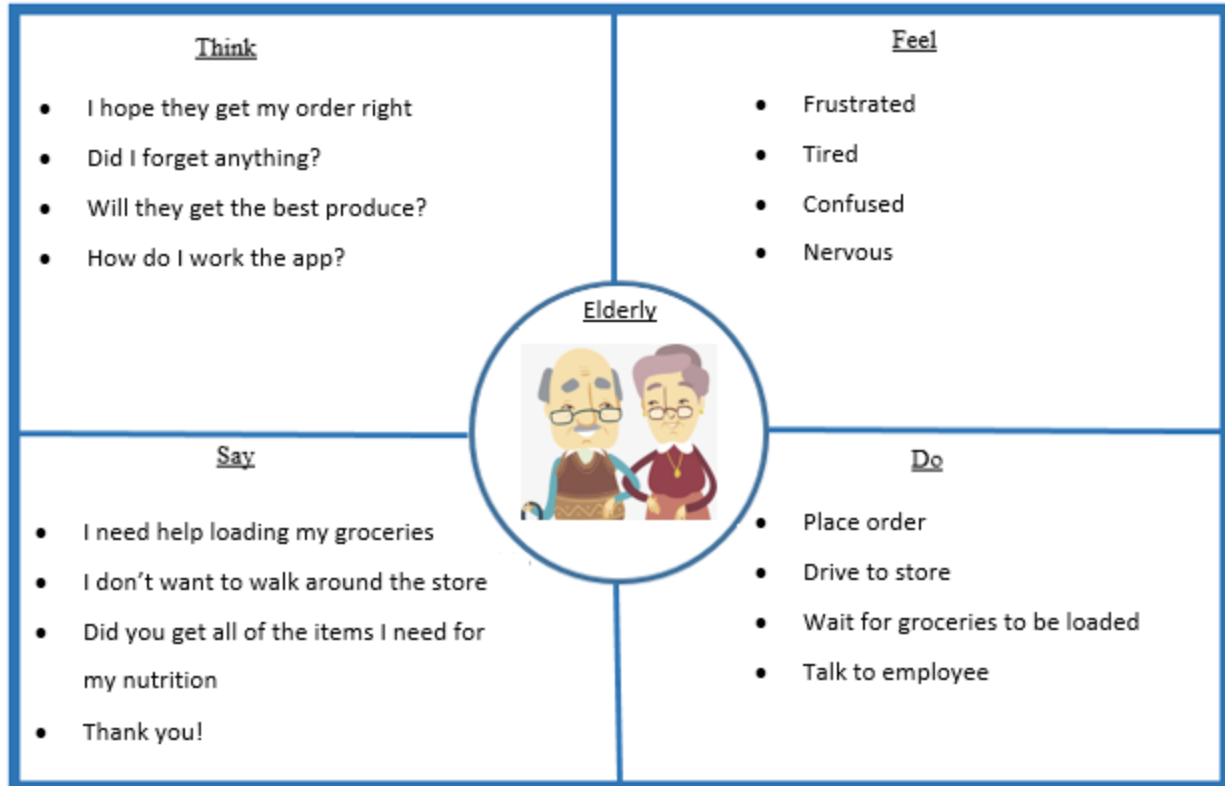 Think
• I hope they get my order right
• Did I forget anything?
• Will they get the best produce?
• How do I work the app?
Feel
• Frustrated
• Tired
• Confused
• Nervous
Elderly
Say
• I need help loading my groceries
• I don’t want to walk around the store
• Did you get all of the items I need for
my nutrition
• Thank you!
Do
• Place order
• Drive to store
• Wait for groceries to be loaded
• Talk to employee